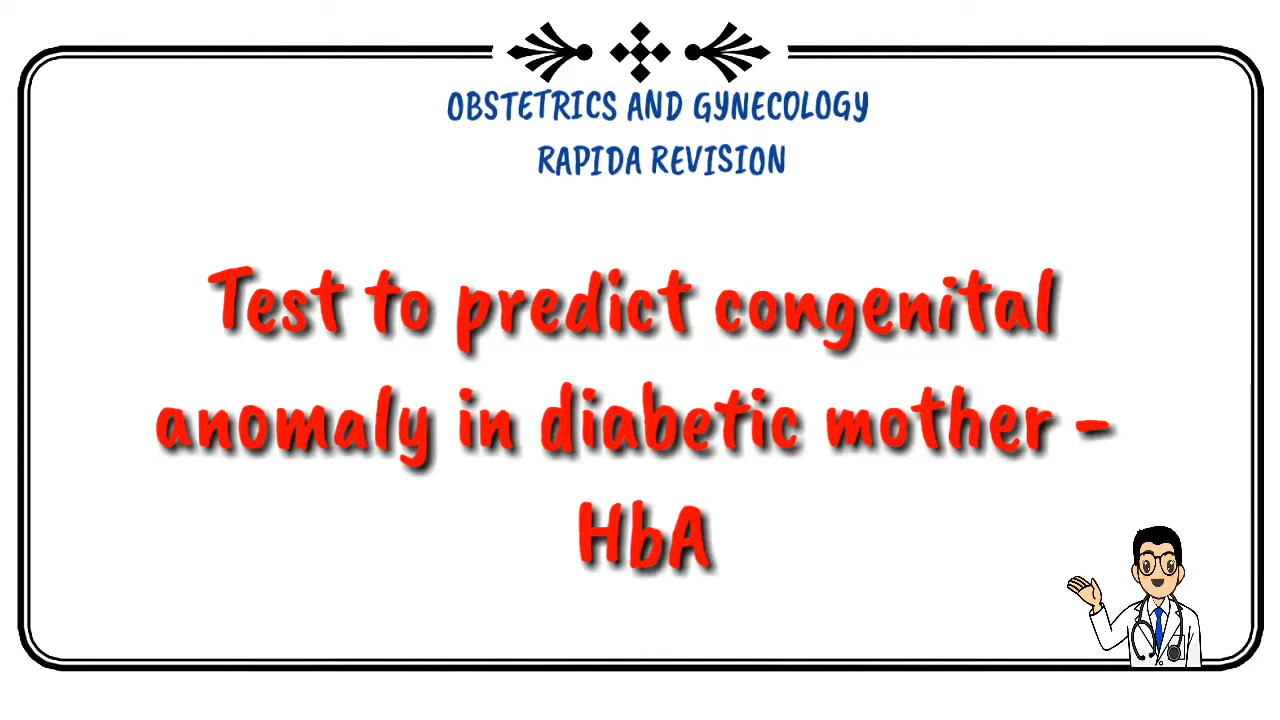 OBSTETRICS AND GYNECOLOGY
RAPIDA REVISION
Test to predict congenital
anomaly in diabetic mother -
HbA